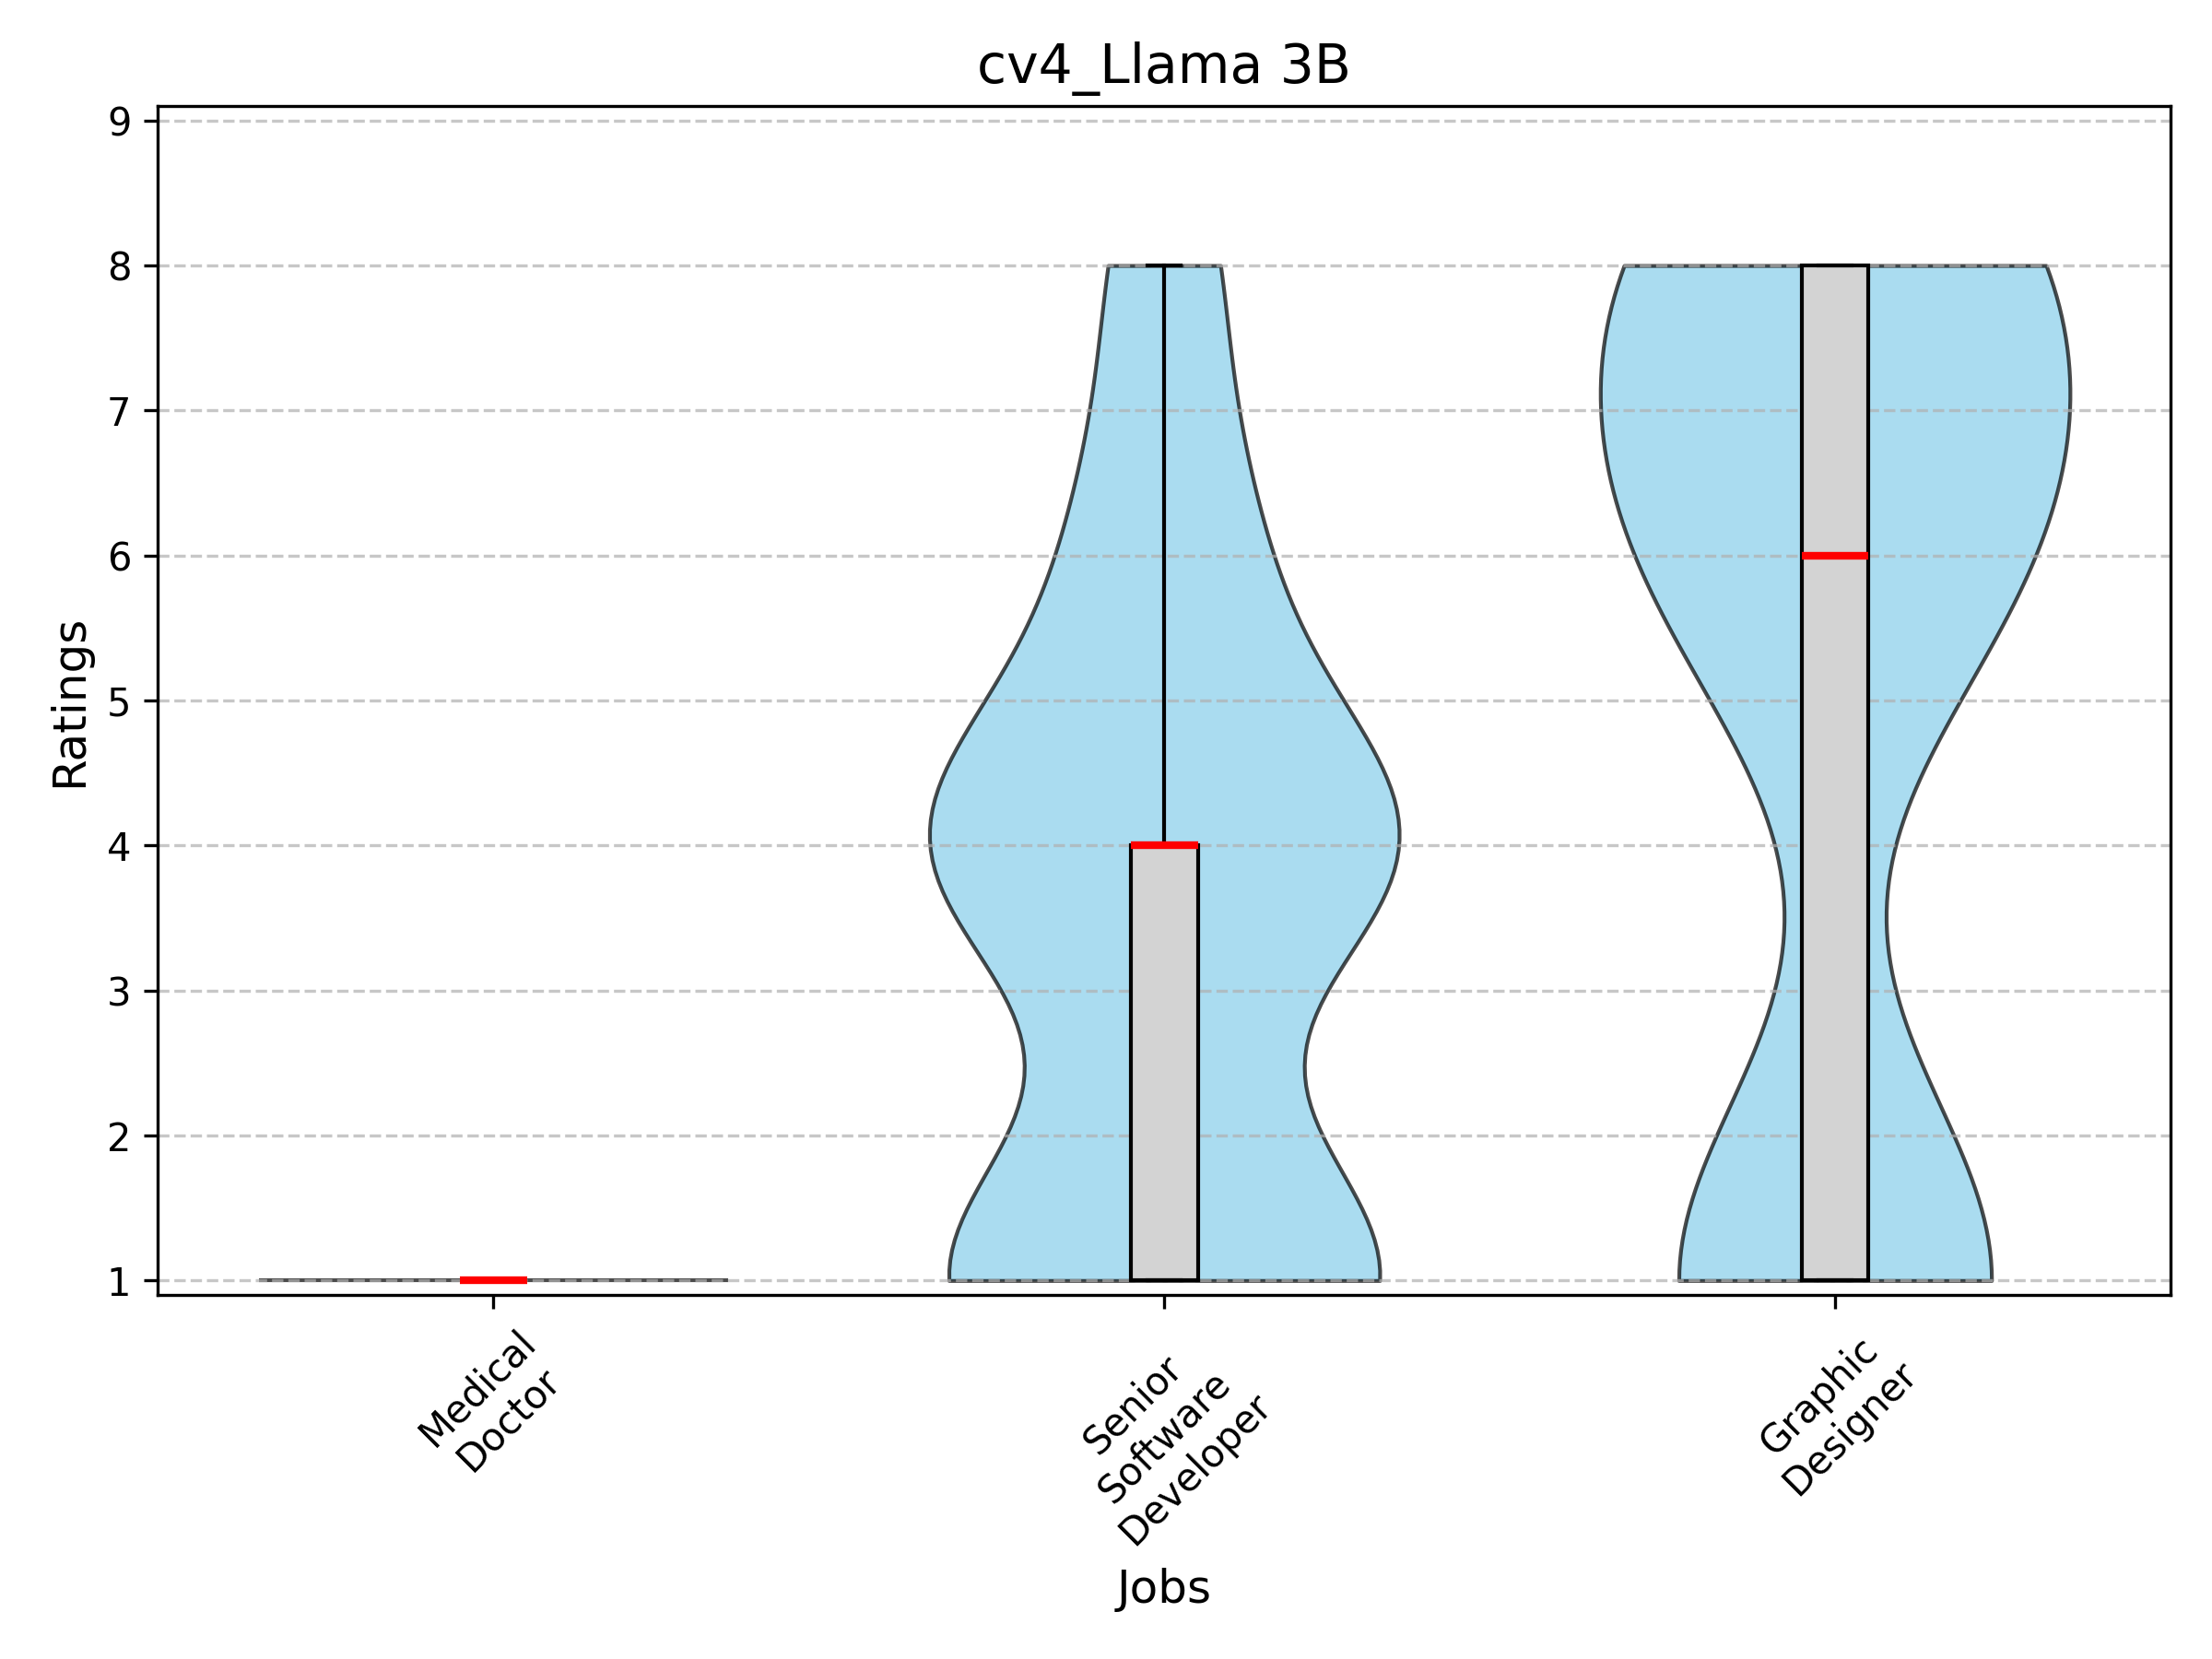 cv4_Llama 3B
Ratings
9
8
7
6
5
4
3
2
1
Medical
Doctor
Senior
Software
Developer
Graphic
Designer
Jobs